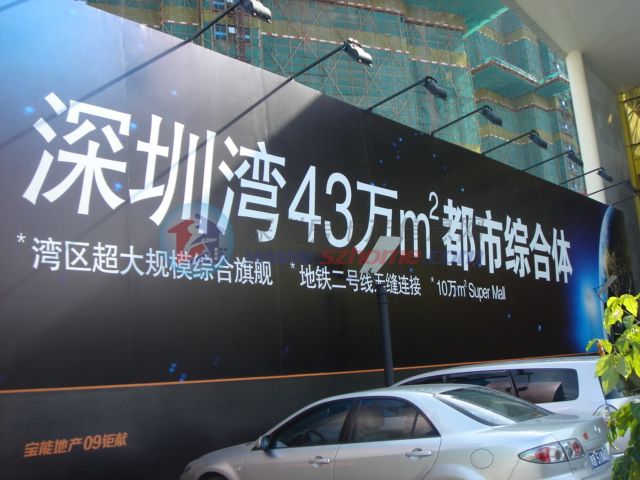 深圳湾43万m²都市综合体
*湾区超大规模综合旗舰 *地铁二号线无缝连接 *10万m² Super Mall
宝能地产09钜献